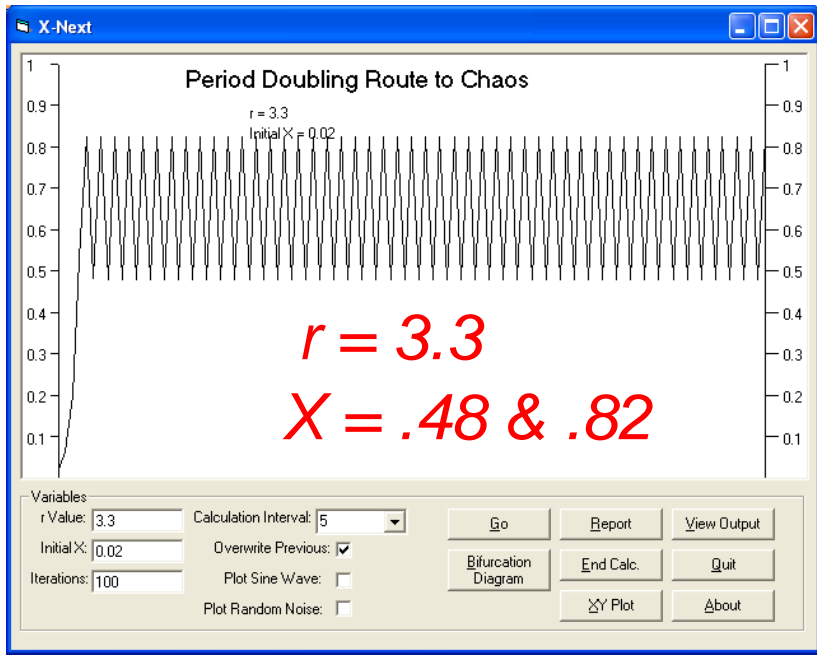 X-Next
Period Doubling Route to Chaos
r = 3.3
Initial X = 0.02
1 1
0.9 0.9
0.8 0.8
0.7 0.7
0.6 0.6
0.5 0.5
0.4 0.4
0.3 0.3
0.2 0.2
0.1 0.1
r = 3.3
X = .48 & .82
Variables
r Value: 3.3 Calculation Interval: 5 Go Report View Output
Initial X: 0.02 Overwrite Previous: Bifurcation Diagram End Calc. Quit
Iterations: 100 Plot Sine Wave:
Plot Random Noise: XY Plot About